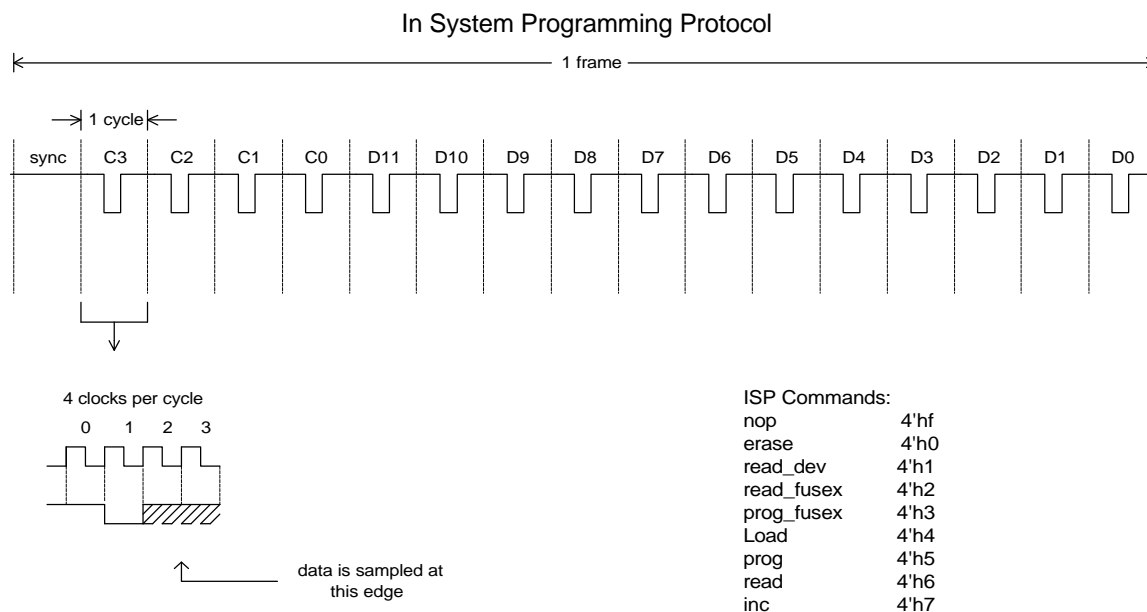 In System Programming Protocol
1 frame
1 cycle
sync C3 C2 C1 C0 D11 D10 D9 D8 D7 D6 D5 D4 D3 D2 D1 D0
4 clocks per cycle
0 1 2 3
data is sampled at
this edge
ISP Commands:
nop 4'hf
erase 4'h0
read_dev 4'h1
read_fusex 4'h2
prog_fusex 4'h3
Load 4'h4
prog 4'h5
read 4'h6
inc 4'h7